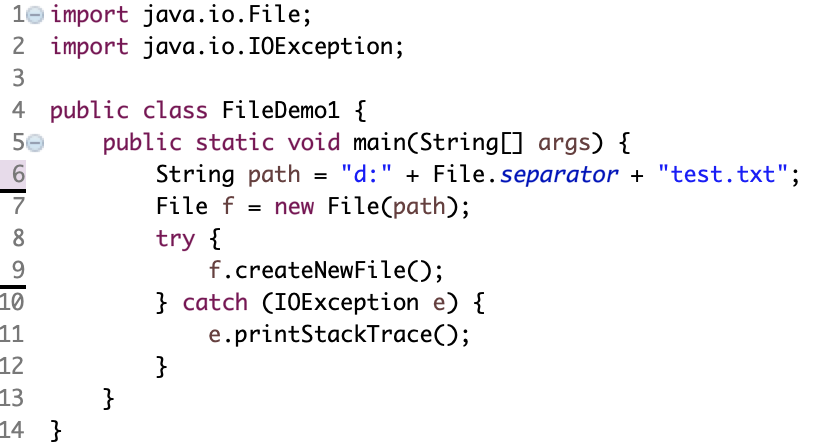 1 import java.io.File;
2 import java.io.IOException;
3
4 public class FileDemo1 {
5     public static void main(String[] args) {
6         String path = "d:" + File.separator + "test.txt";
7         File f = new File(path);
8         try {
9             f.createNewFile();
10         } catch (IOException e) {
11             e.printStackTrace();
12         }
13     }
14 }